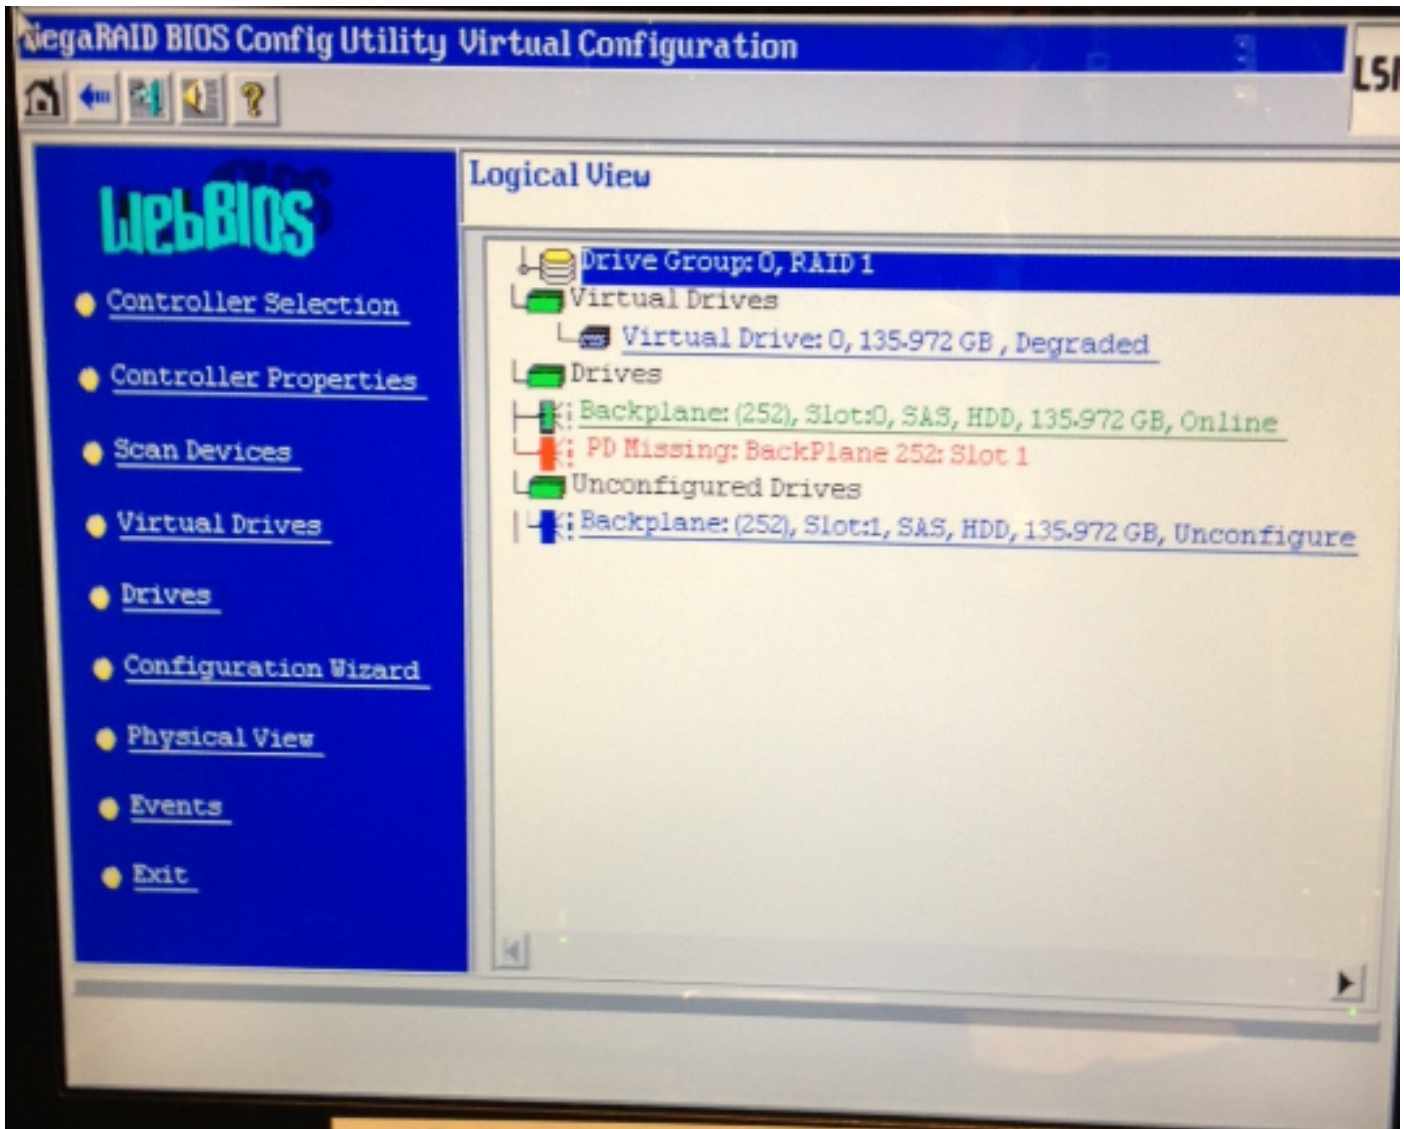 MegaRAID BIOS Config Utility Virtual Configuration
LSI
WebBIOS
Controller Selection
Controller Properties
Scan Devices
Virtual Drives
Drives
Configuration Wizard
Physical View
Events
Exit
Logical View
Drive Group: 0, RAID 1
Virtual Drives
Virtual Drive: 0, 135.972 GB , Degraded
Drives
Backplane: (252), Slot:0, SAS, HDD, 135.972 GB, Online
PD Missing: BackPlane 252: Slot 1
Unconfigured Drives
Backplane: (252), Slot:1, SAS, HDD, 135.972 GB, Unconfigure